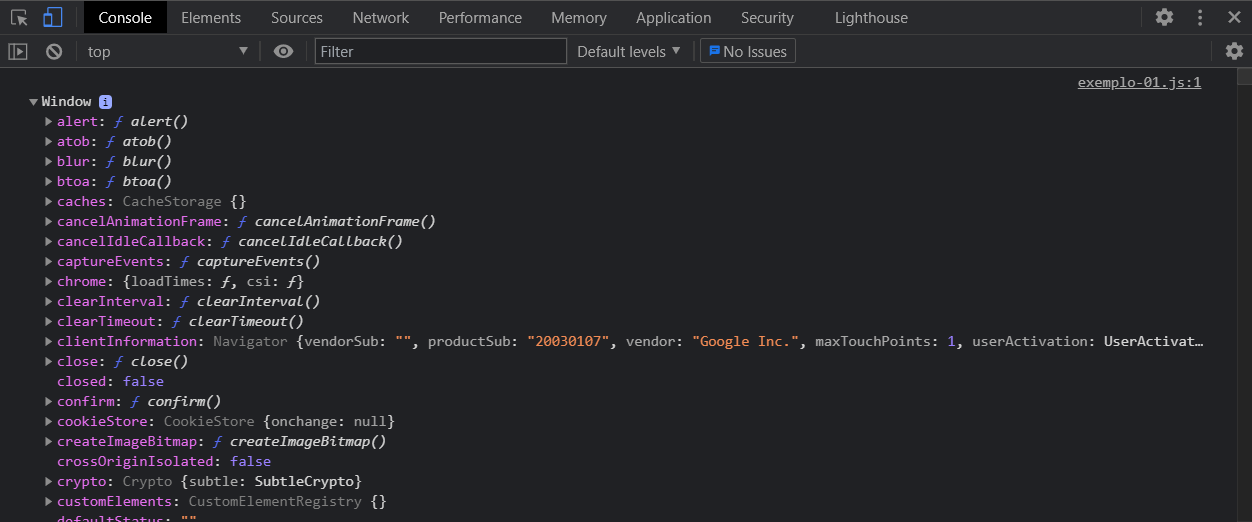 Console Elements Sources Network Performance Memory Application Security Lighthouse
top Filter Default levels No Issues
exemplo-01.js:1
Window i
alert: ƒ alert()
atob: ƒ atob()
blur: ƒ blur()
btoa: ƒ btoa()
caches: CacheStorage {}
cancelAnimationFrame: ƒ cancelAnimationFrame()
cancelIdleCallback: ƒ cancelIdleCallback()
captureEvents: ƒ captureEvents()
chrome: {loadTimes: ƒ, csi: ƒ}
clearInterval: ƒ clearInterval()
clearTimeout: ƒ clearTimeout()
clientInformation: Navigator {vendorSub: "", productSub: "20030107", vendor: "Google Inc.", maxTouchPoints: 1, userActivation: UserActivat…
close: ƒ close()
closed: false
confirm: ƒ confirm()
cookieStore: CookieStore {onchange: null}
createImageBitmap: ƒ createImageBitmap()
crossOriginIsolated: false
crypto: Crypto {subtle: SubtleCrypto}
customElements: CustomElementRegistry {}
defaultStatus: ""